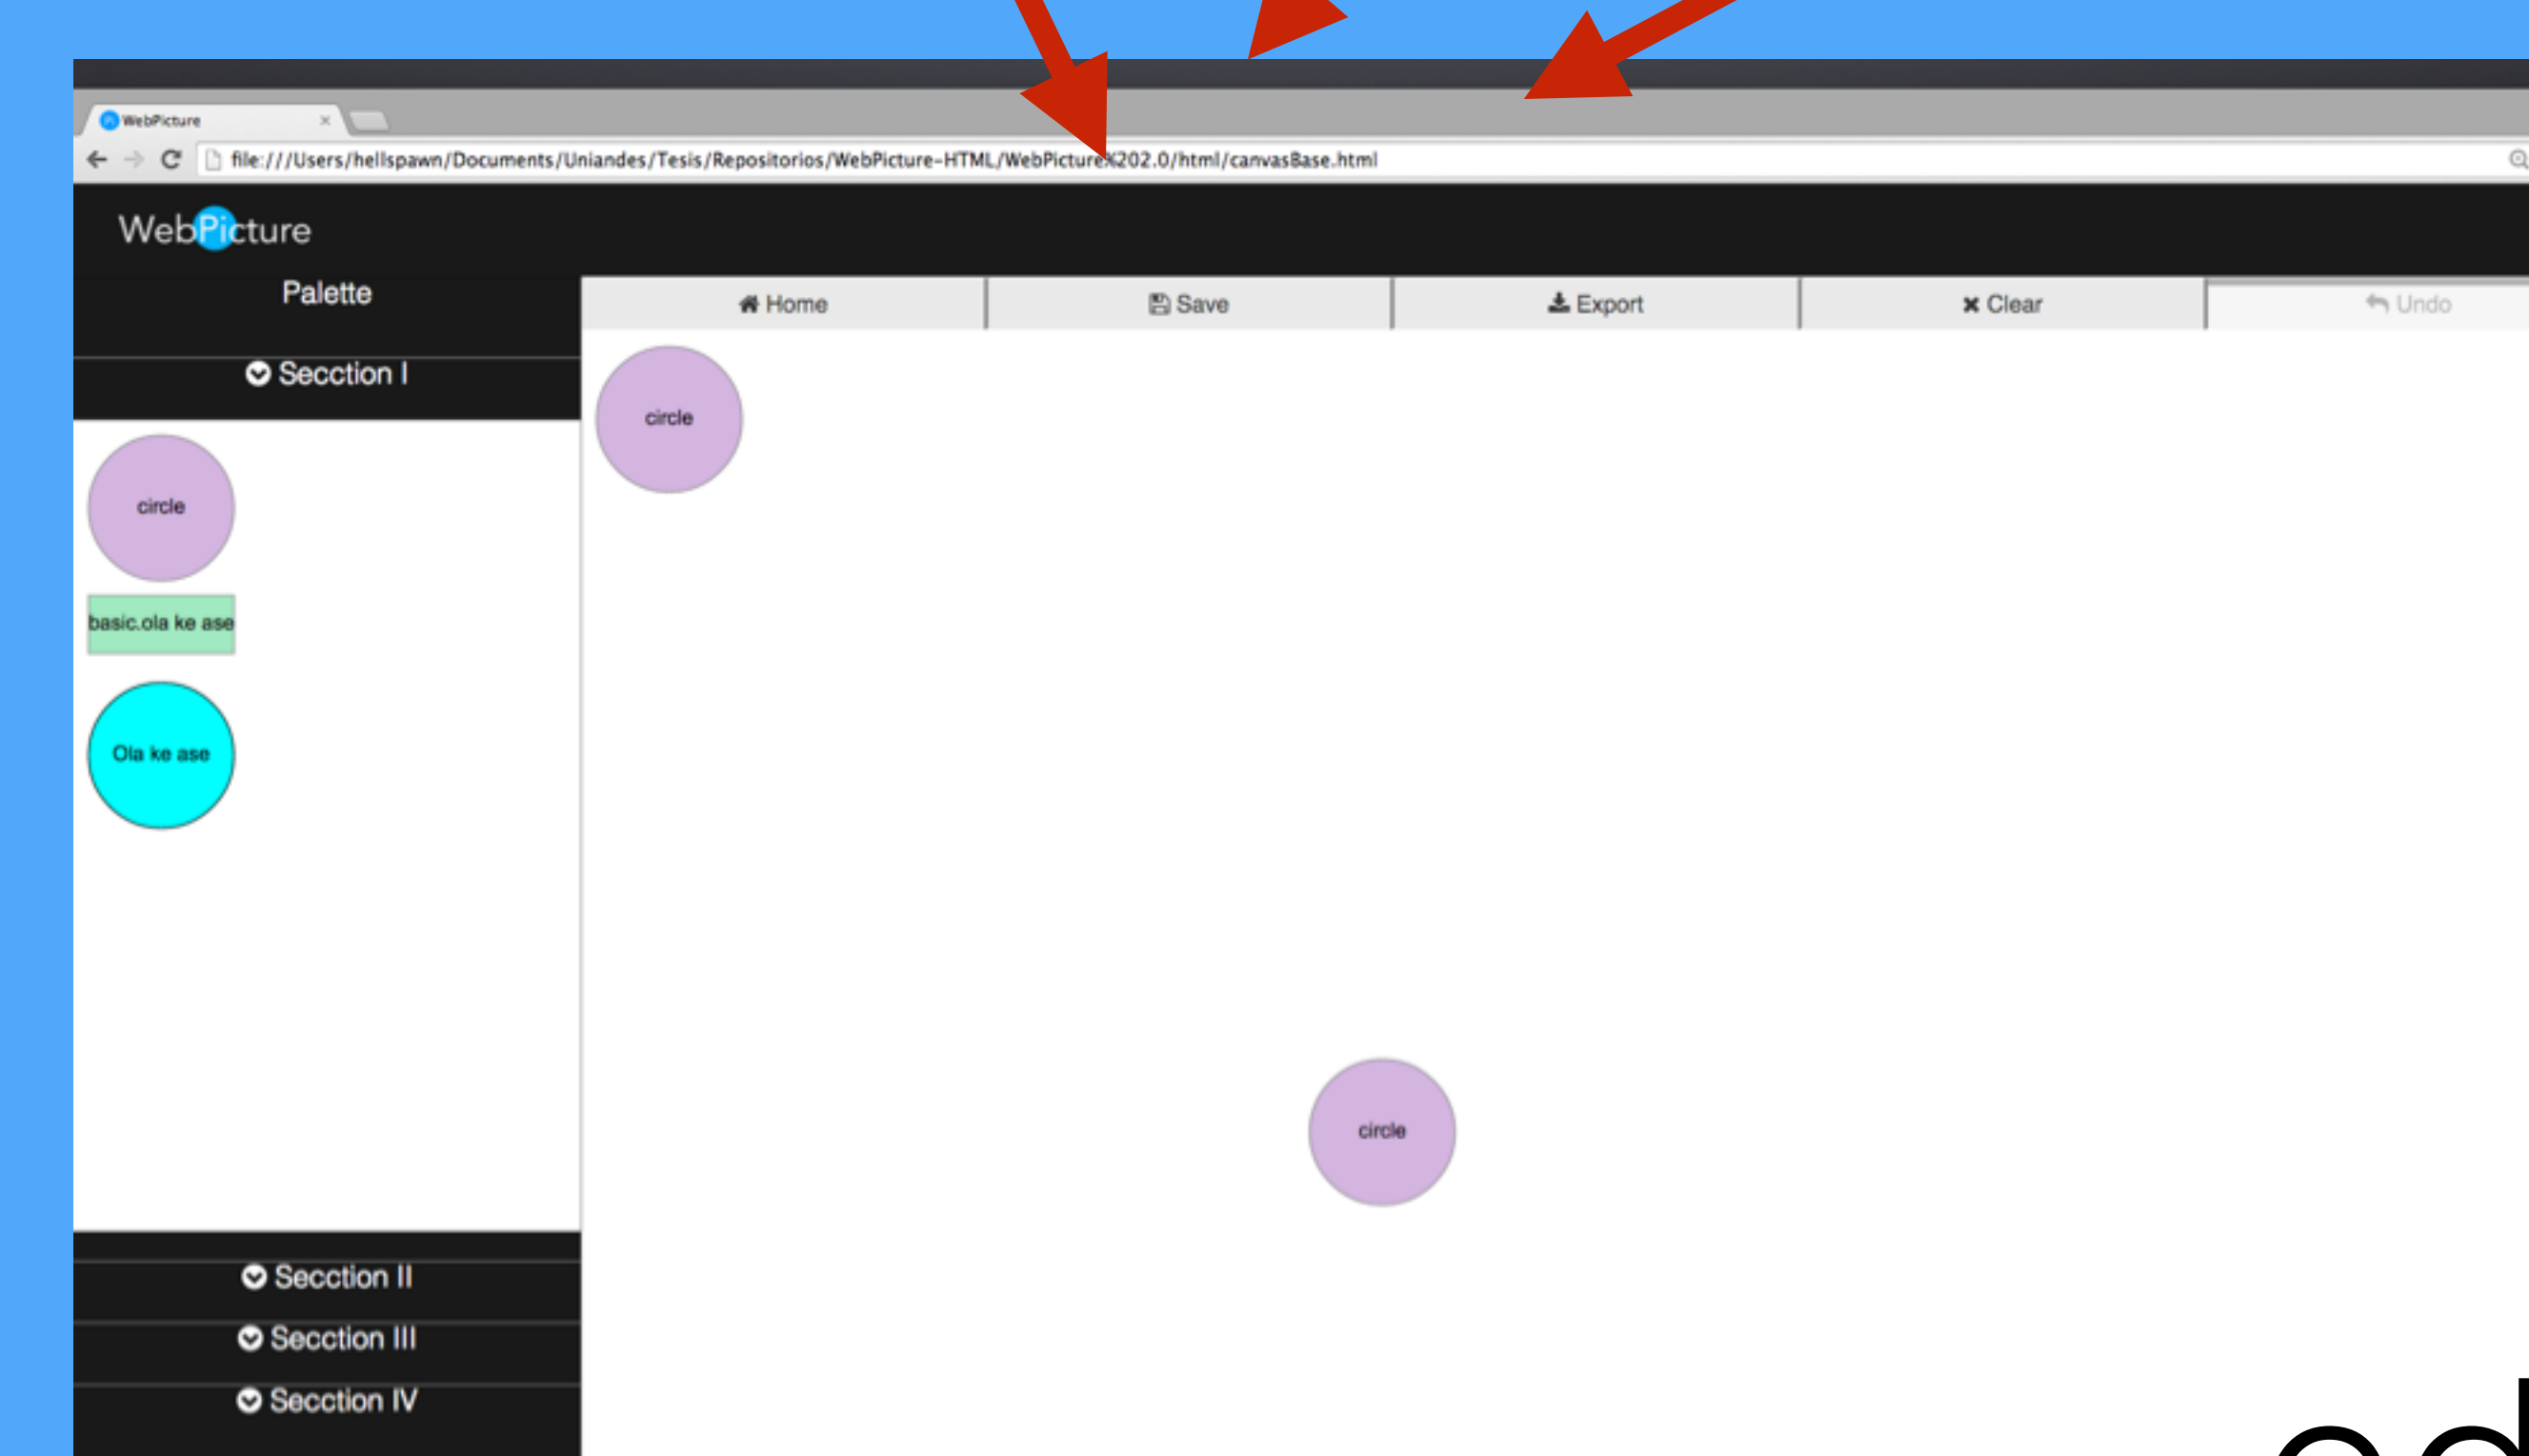 WebPicture
file:///Users/hellspawn/Documents/Uniandes/Tesis/Repositorios/WebPicture-HTML/WebPicture%202.0/html/canvasBase.html
WebPicture
Palette
Home Save Export Clear Undo
Secction I
circle
circle
basic.ola ke ase
Ola ke ase
circle
Secction II
Secction III
Secction IV